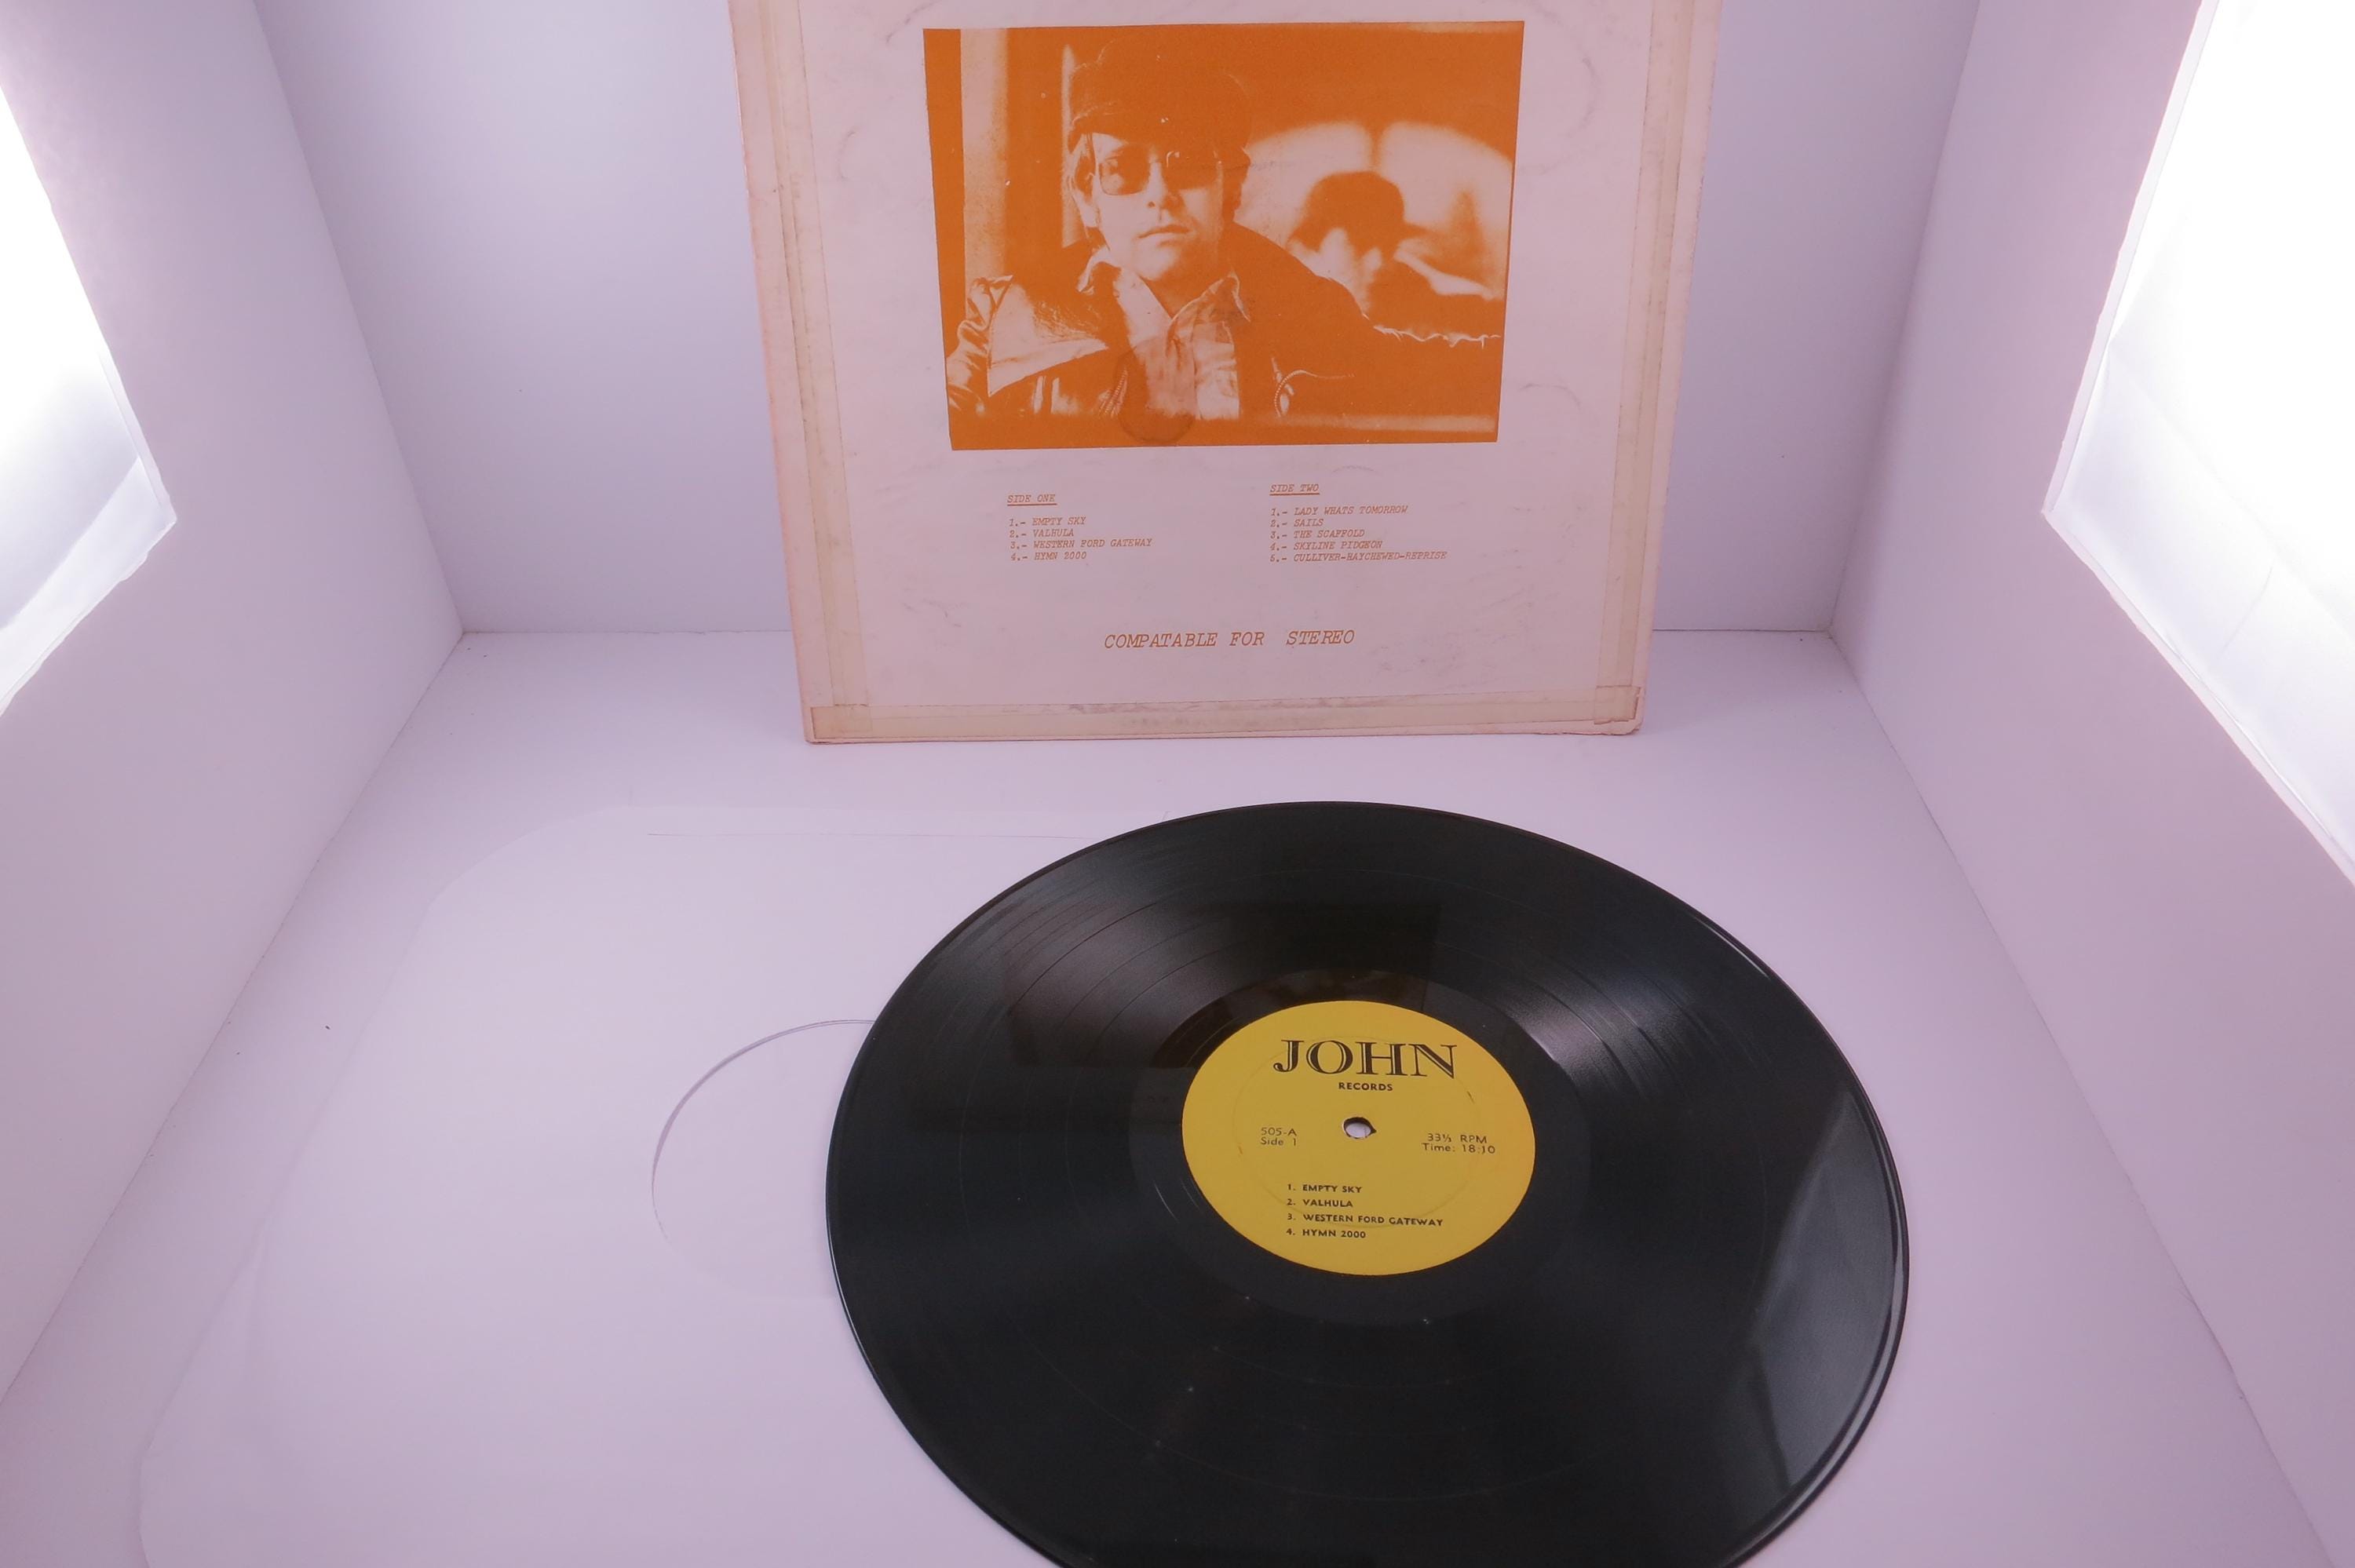 SIDE ONE
1.- EMPTY SKY
2.- VALHULA
3.- WESTERN FORD GATEWAY
4.- HYMN 2000
SIDE TWO
1.- LADY WHATS TOMORROW
2.- SAILS
3.- THE SCAFFOLD
4.- SKYLINE PIDGEON
5.- CULLIVER-HAYCHEWED-REPRISE
COMPATABLE FOR STEREO
JOHN
RECORDS
505-A
Side 1
33⅓ RPM
Time: 18:10
1. EMPTY SKY
2. VALHULA
3. WESTERN FORD GATEWAY
4. HYMN 2000